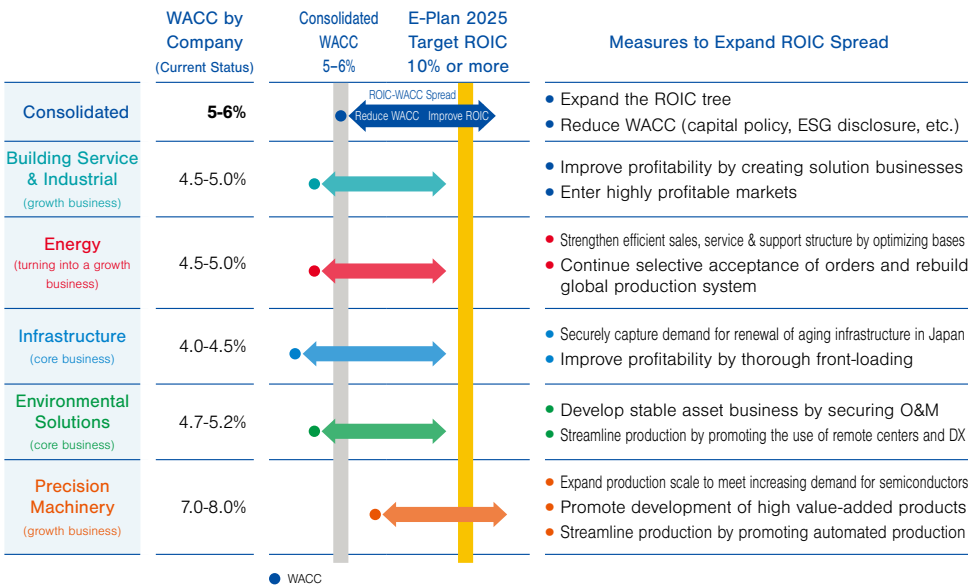 WACC by
Company
(Current Status)
Consolidated
WACC
5–6%
E-Plan 2025
Target ROIC
10% or more
Measures to Expand ROIC Spread
Consolidated
5-6%
ROIC-WACC Spread
Reduce WACC Improve ROIC
● Expand the ROIC tree
● Reduce WACC (capital policy, ESG disclosure, etc.)
Building Service
& Industrial
(growth business)
4.5-5.0%
● Improve profitability by creating solution businesses
● Enter highly profitable markets
Energy
(turning into a growth
business)
4.5-5.0%
● Strengthen efficient sales, service & support structure by optimizing bases
● Continue selective acceptance of orders and rebuild
global production system
Infrastructure
(core business)
4.0-4.5%
● Securely capture demand for renewal of aging infrastructure in Japan
● Improve profitability by thorough front-loading
Environmental
Solutions
(core business)
4.7-5.2%
● Develop stable asset business by securing O&M
● Streamline production by promoting the use of remote centers and DX
Precision
Machinery
(growth business)
7.0-8.0%
● Expand production scale to meet increasing demand for semiconductors
● Promote development of high value-added products
● Streamline production by promoting automated production
● WACC